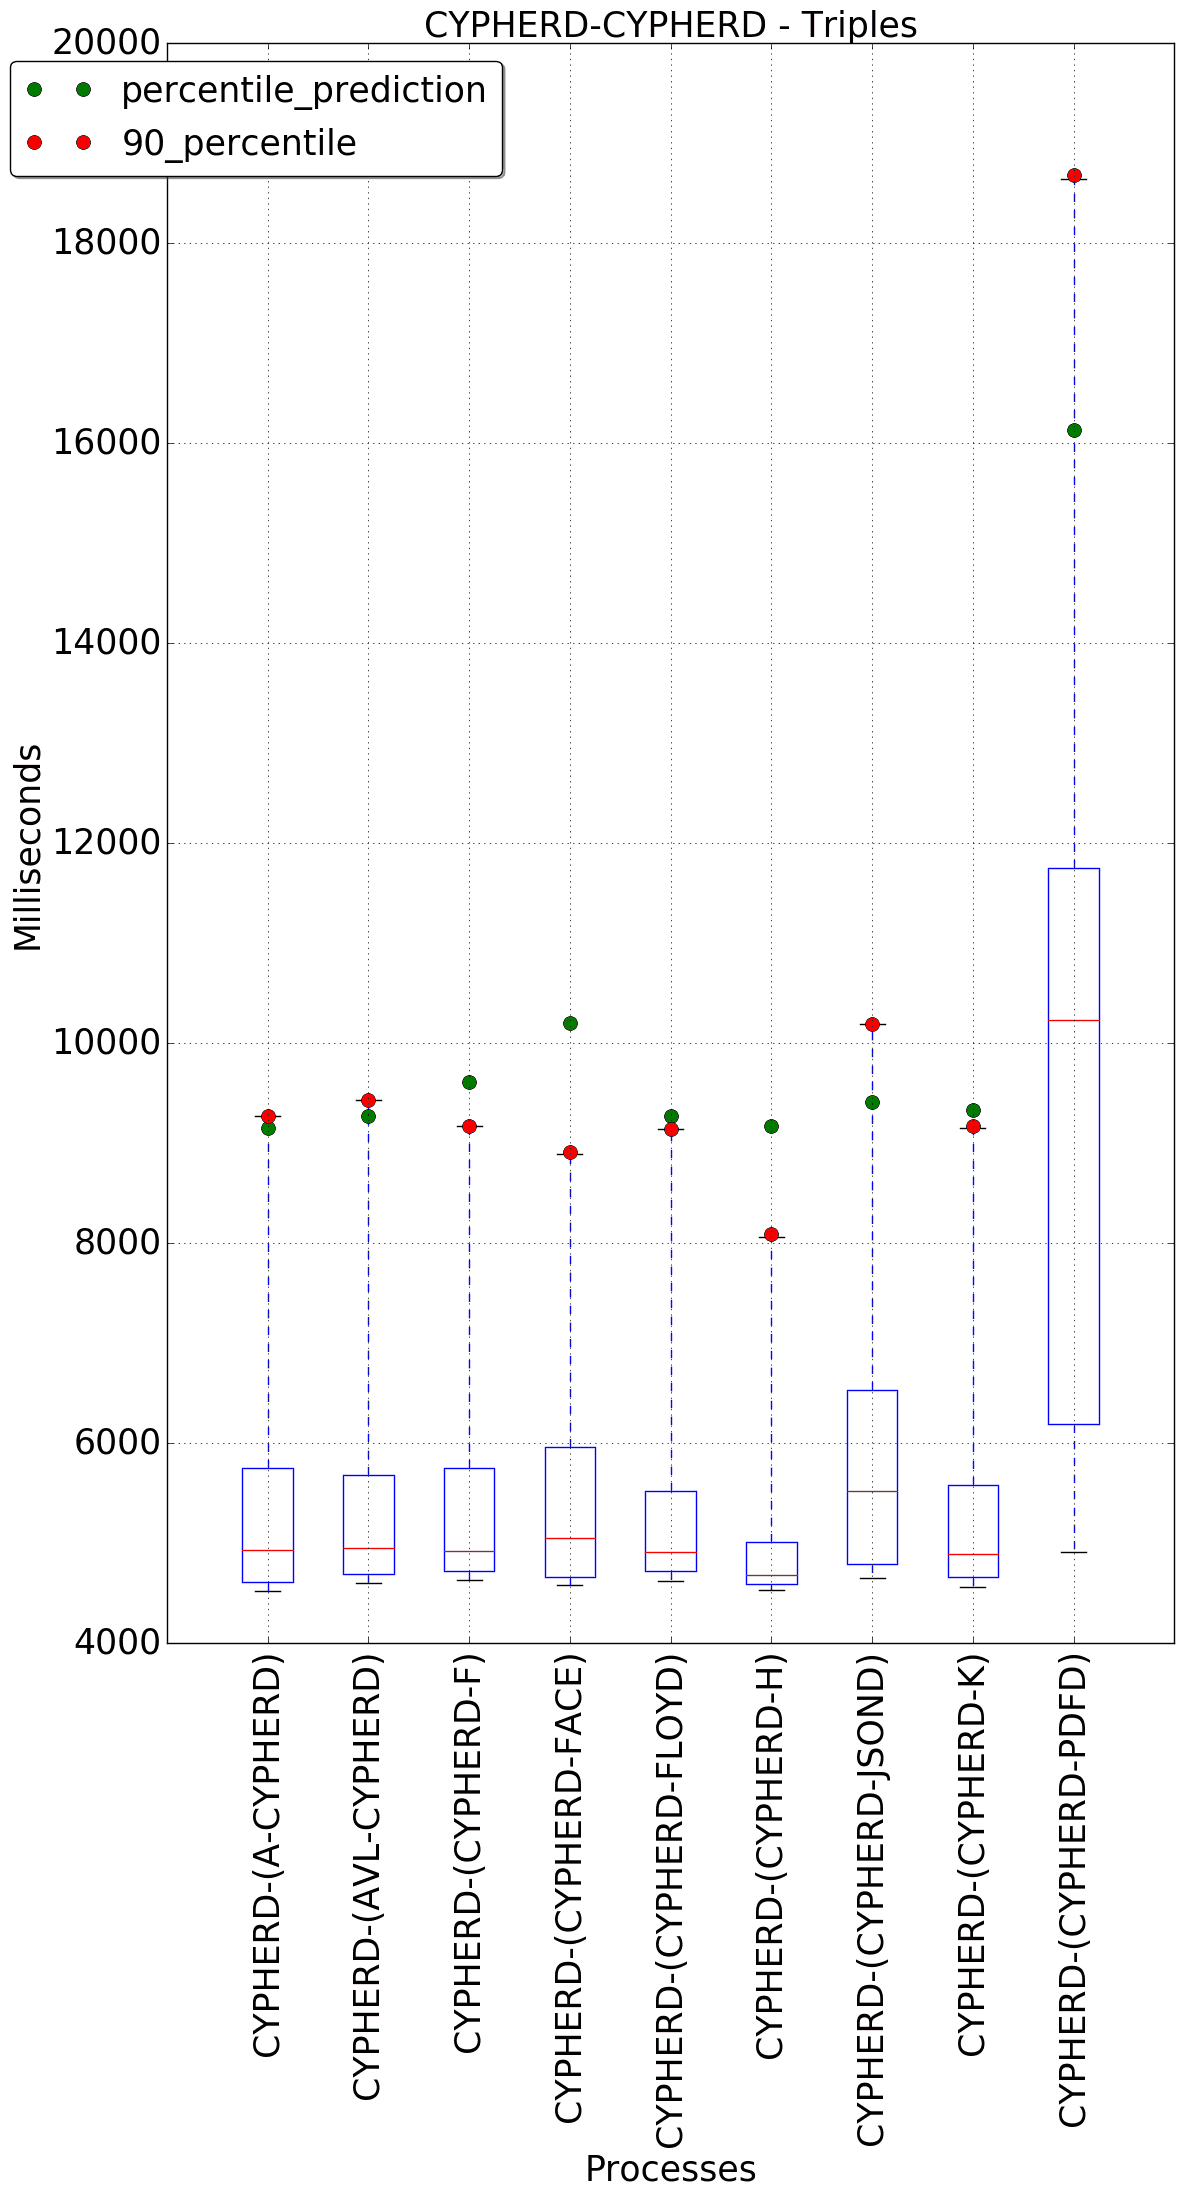 CYPHERD-CYPHERD - Triples
percentile_prediction
90_percentile
20000
18000
16000
14000
12000
10000
8000
6000
4000
Milliseconds
CYPHERD-(A-CYPHERD)
CYPHERD-(AVL-CYPHERD)
CYPHERD-(CYPHERD-F)
CYPHERD-(CYPHERD-FACE)
CYPHERD-(CYPHERD-FLOYD)
CYPHERD-(CYPHERD-H)
CYPHERD-(CYPHERD-JSOND)
CYPHERD-(CYPHERD-K)
CYPHERD-(CYPHERD-PDFD)
Processes